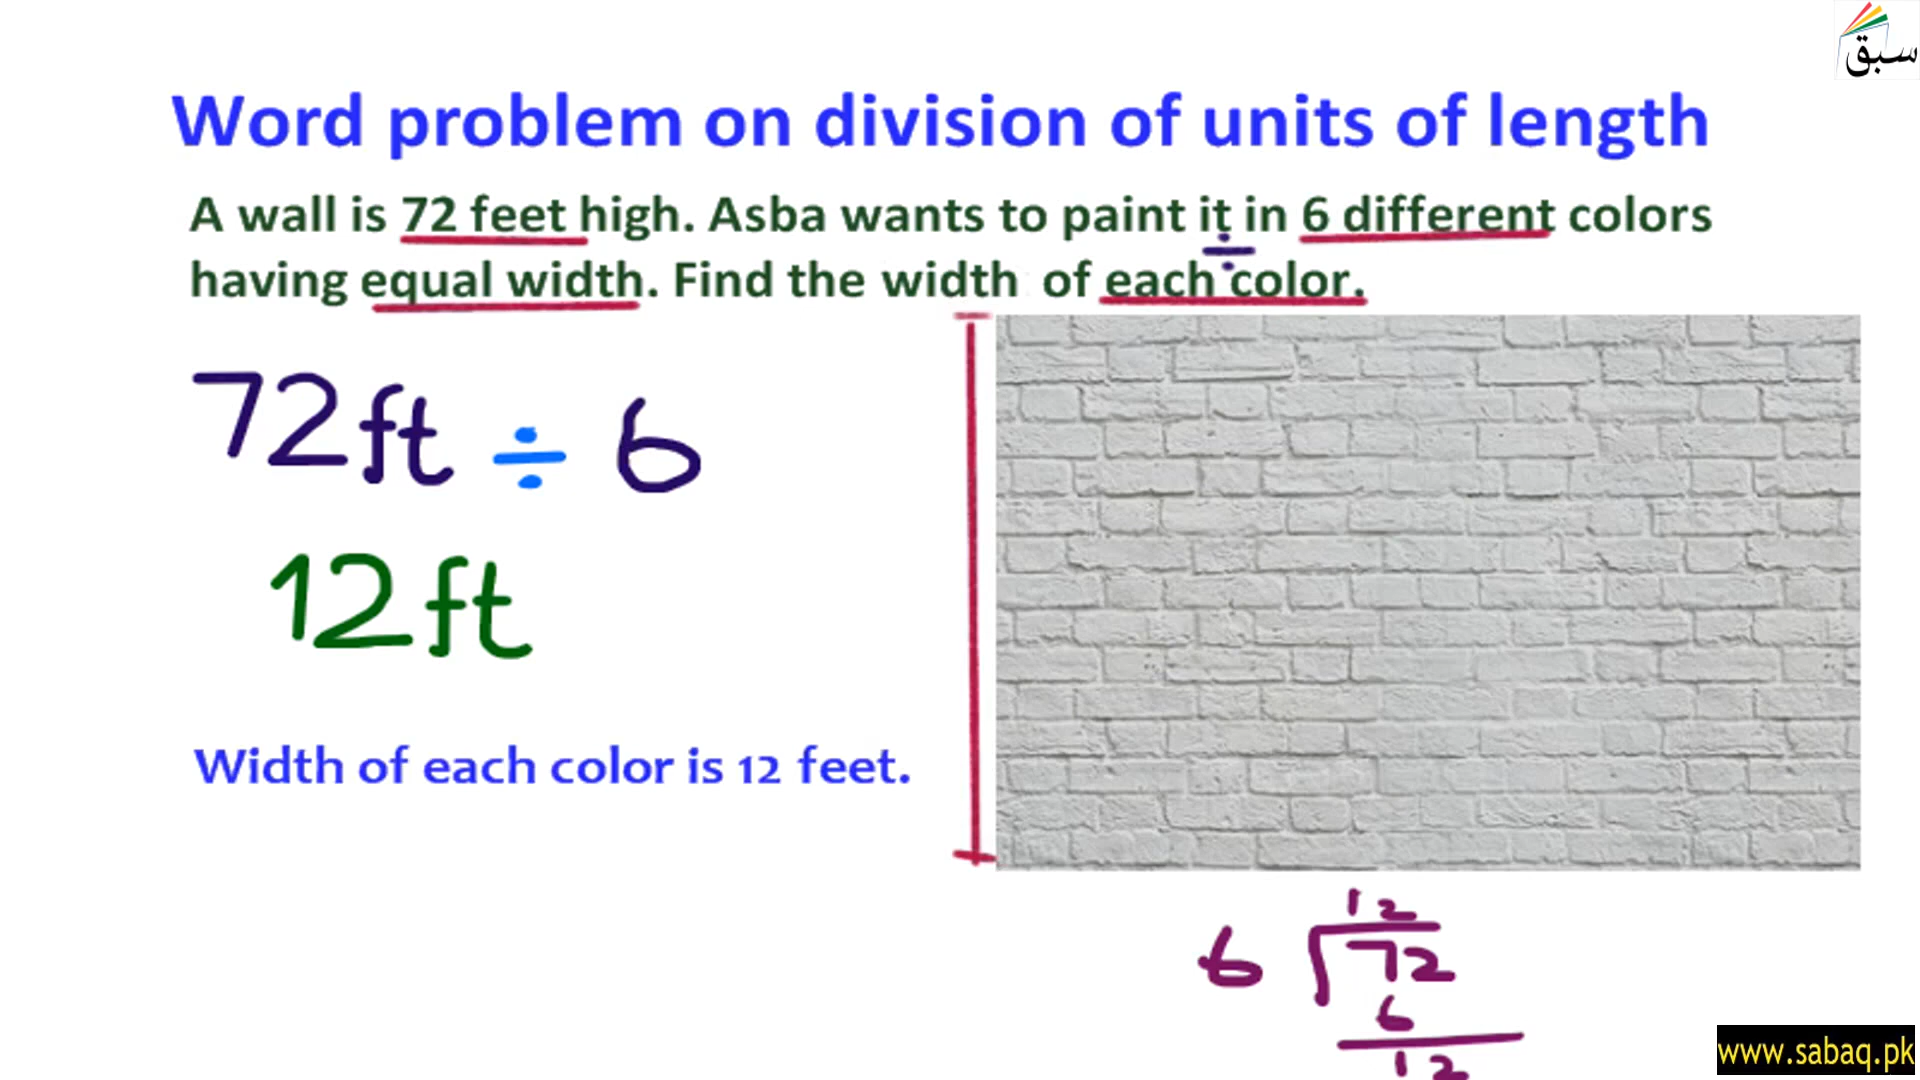 سبق
Word problem on division of units of length
A wall is 72 feet high. Asba wants to paint it in 6 different colors
÷
having equal width. Find the width of each color.
72ft ÷ 6
12ft
Width of each color is 12 feet.
12
6 72
6
12
www.sabaq.pk